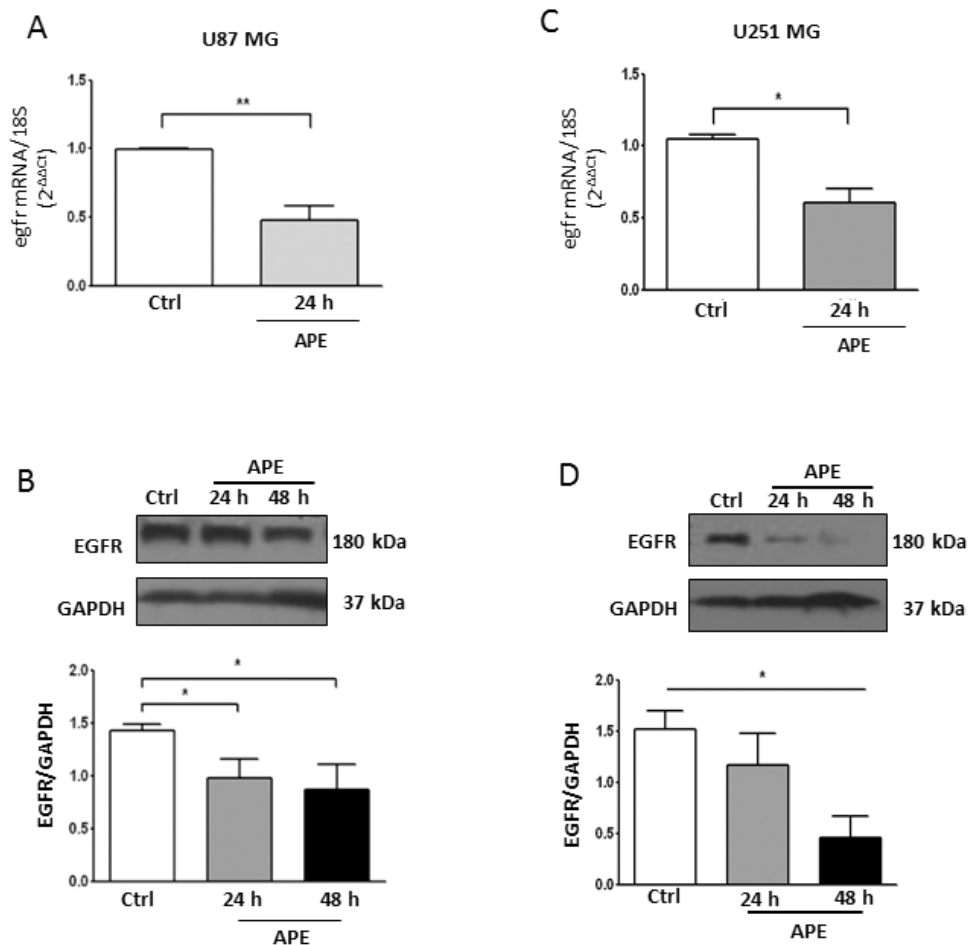 A
U87 MG
egfr mRNA/18S
(2^-ΔΔCt)
1.5
**
1.0
0.5
0.0
Ctrl
24 h
APE
C
U251 MG
egfr mRNA/18S
(2^-ΔΔCt)
1.5
*
1.0
0.5
0.0
Ctrl
24 h
APE
B
APE
Ctrl 24 h 48 h
EGFR 180 kDa
GAPDH 37 kDa
EGFR/GAPDH
2.0
*
*
1.5
1.0
0.5
0.0
Ctrl 24 h 48 h
APE
D
APE
Ctrl 24 h 48 h
EGFR 180 kDa
GAPDH 37 kDa
EGFR/GAPDH
2.0
*
1.5
1.0
0.5
0.0
Ctrl 24 h 48 h
APE